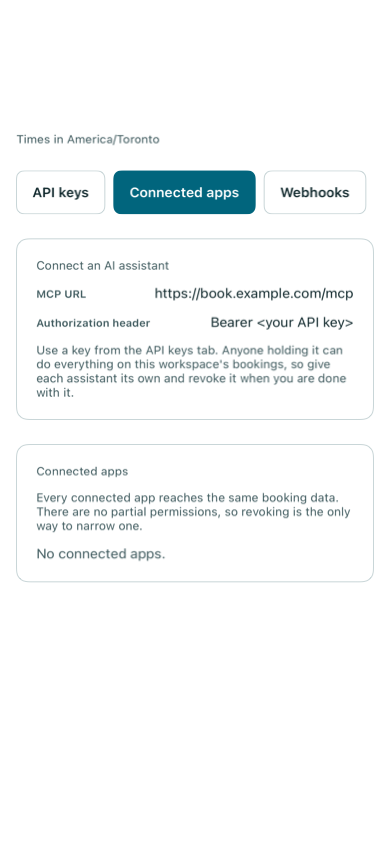 Times in America/Toronto
API keys
Connected apps
Webhooks
Connect an AI assistant
MCP URL https://book.example.com/mcp
Authorization header Bearer <your API key>
Use a key from the API keys tab. Anyone holding it can
do everything on this workspace's bookings, so give
each assistant its own and revoke it when you are done
with it.
Connected apps
Every connected app reaches the same booking data.
There are no partial permissions, so revoking is the only
way to narrow one.
No connected apps.